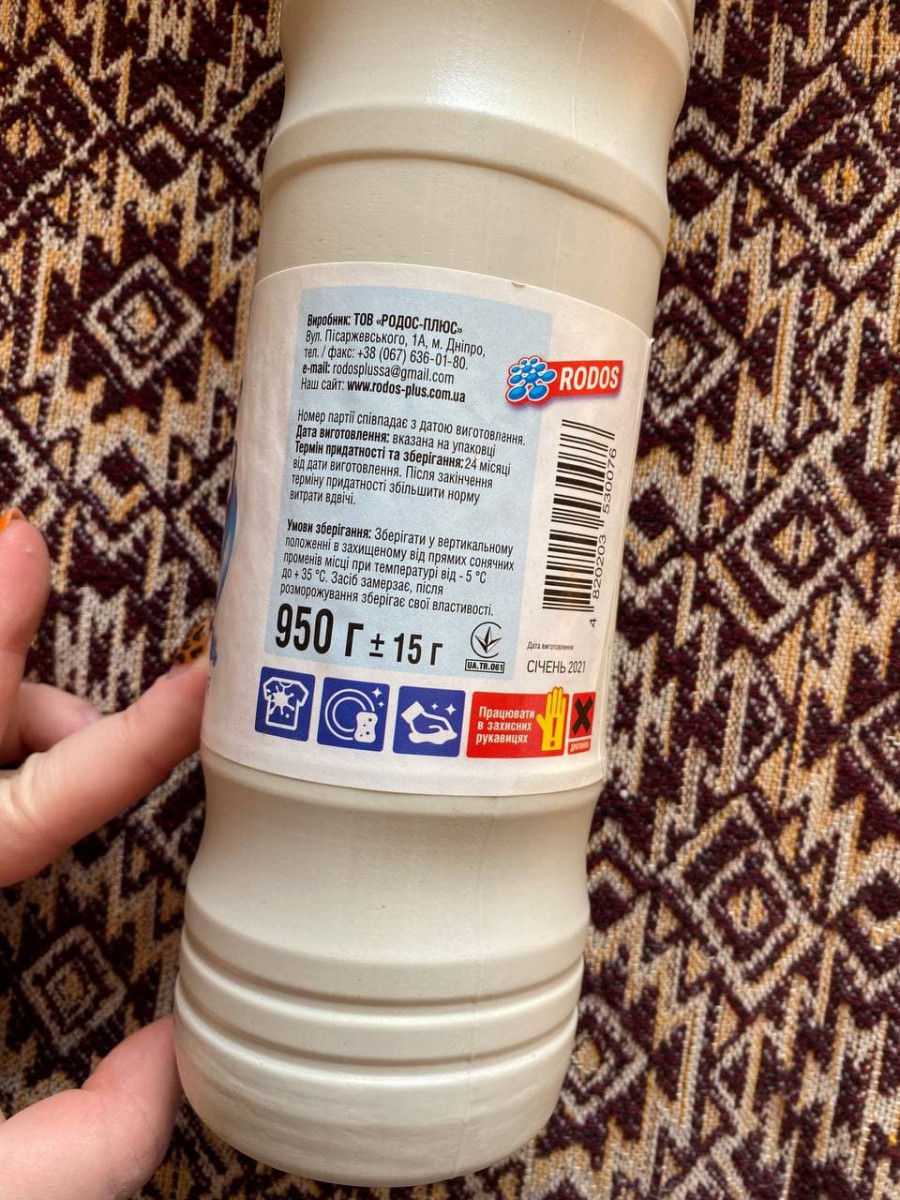 Виробник: ТОВ «РОДОС-ПЛЮС»
Вул. Пісаржевського, 1А, м. Дніпро,
тел. / факс: +38 (067) 636-01-80.
e-mail: rodosplussa@gmail.com
Наш сайт: www.rodos-plus.com.ua
RODOS
Номер партії співпадає з датою виготовлення.
Дата виготовлення: вказана на упаковці
Термін придатності та зберігання: 24 місяці
від дати виготовлення. Після закінчення
терміну придатності збільшити норму
витрати вдвічі.
Умови зберігання: Зберігати у вертикальному
положенні в захищеному від прямих сонячних
променів місці при температурі від - 5 °С
до + 35 °С. Засіб замерзає, після
розморожування зберігає свої властивості.
4 820203 530076
950 г ± 15 г
UA.TR.061
Дата виготовлення
СІЧЕНЬ 2021
Працювати
в захисних
рукавицях